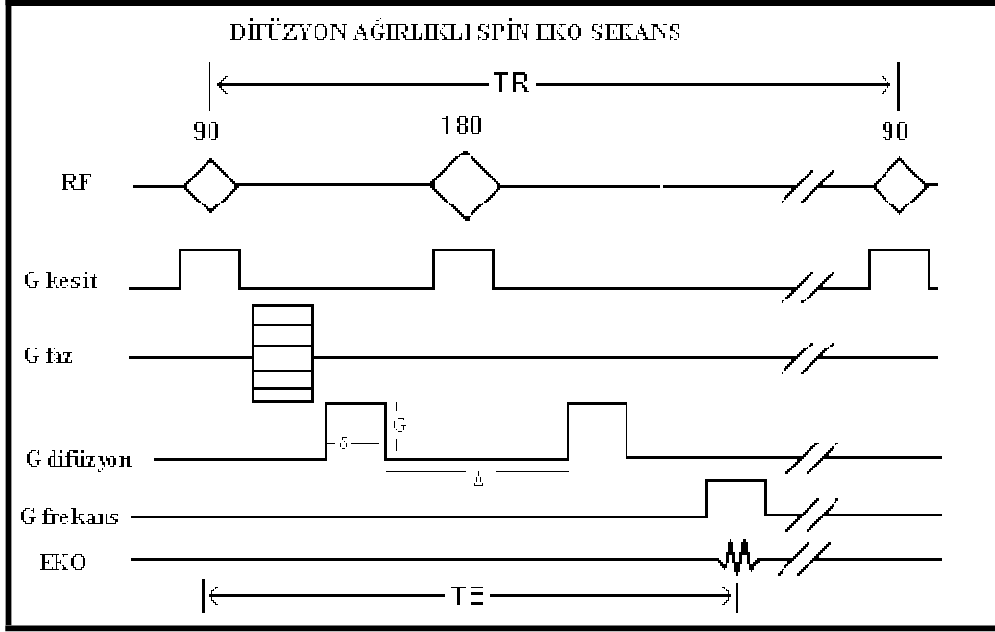 DİFÜZYON AĞIRLIKLI SPİN EKO SEKANS
TR
90 180 90
RF
G kesit
G faz
G
δ
G difüzyon
Δ
G frekans
EKO
TE